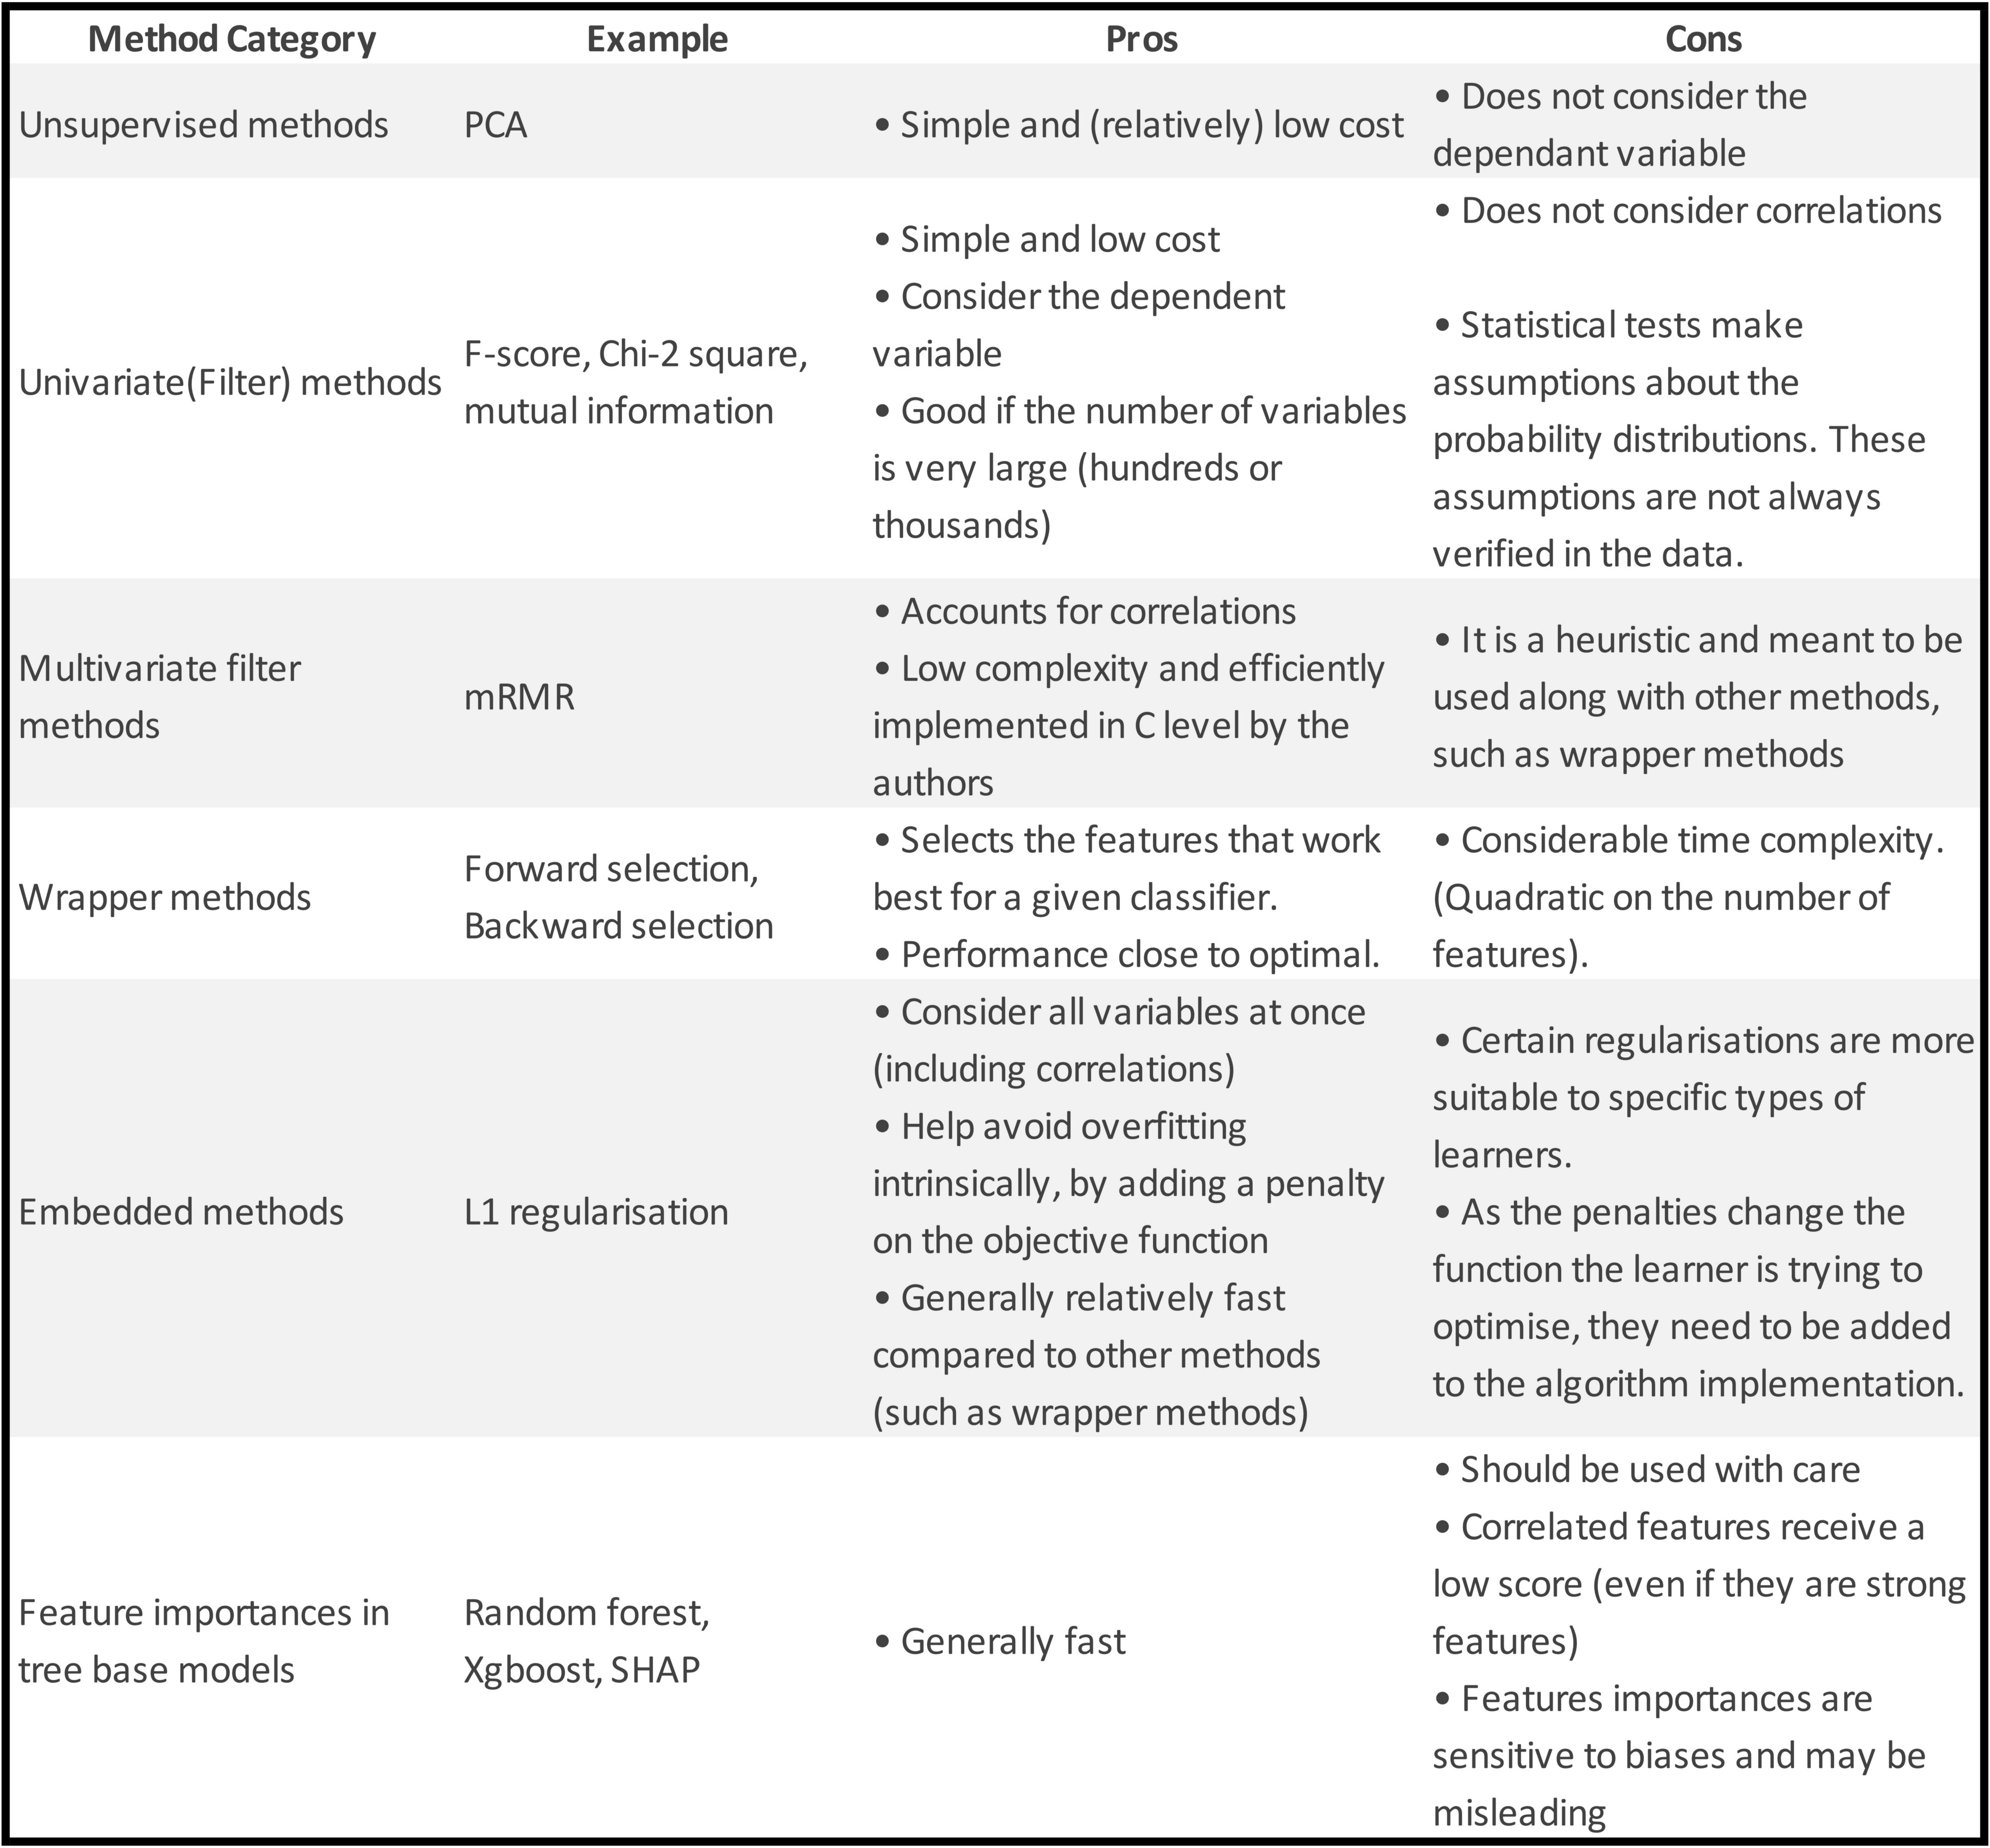 Method Category Example Pros Cons
Unsupervised methods
PCA
• Simple and (relatively) low cost
• Does not consider the
dependant variable
Univariate(Filter) methods
F-score, Chi-2 square,
mutual information
• Simple and low cost
• Consider the dependent
variable
• Good if the number of variables
is very large (hundreds or
thousands)
• Does not consider correlations
• Statistical tests make
assumptions about the
probability distributions. These
assumptions are not always
verified in the data.
Multivariate filter
methods
mRMR
• Accounts for correlations
• Low complexity and efficiently
implemented in C level by the
authors
• It is a heuristic and meant to be
used along with other methods,
such as wrapper methods
Wrapper methods
Forward selection,
Backward selection
• Selects the features that work
best for a given classifier.
• Performance close to optimal.
• Considerable time complexity.
(Quadratic on the number of
features).
Embedded methods
L1 regularisation
• Consider all variables at once
(including correlations)
• Help avoid overfitting
intrinsically, by adding a penalty
on the objective function
• Generally relatively fast
compared to other methods
(such as wrapper methods)
• Certain regularisations are more
suitable to specific types of
learners.
• As the penalties change the
function the learner is trying to
optimise, they need to be added
to the algorithm implementation.
Feature importances in
tree base models
Random forest,
Xgboost, SHAP
• Generally fast
• Should be used with care
• Correlated features receive a
low score (even if they are strong
features)
• Features importances are
sensitive to biases and may be
misleading